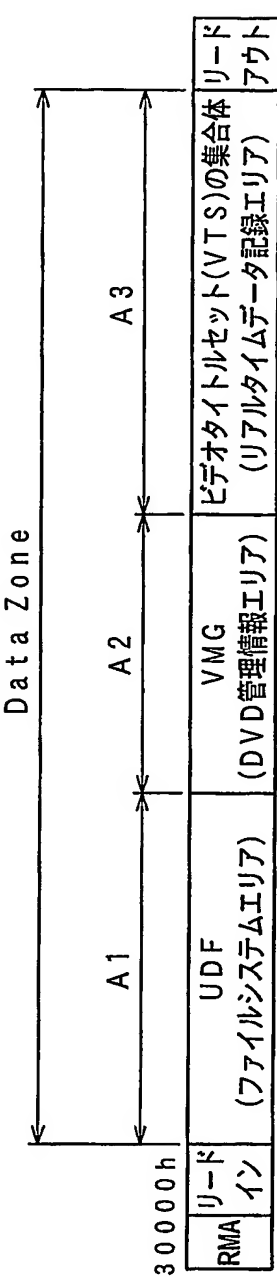 Data Zone
A1
A2
A3
30000h
RMA
リード
イン
UDF
(ファイルシステムエリア)
VMG
(DVD管理情報エリア)
ビデオタイトルセット(VTS)の集合体
(リアルタイムデータ記録エリア)
リード
アウト